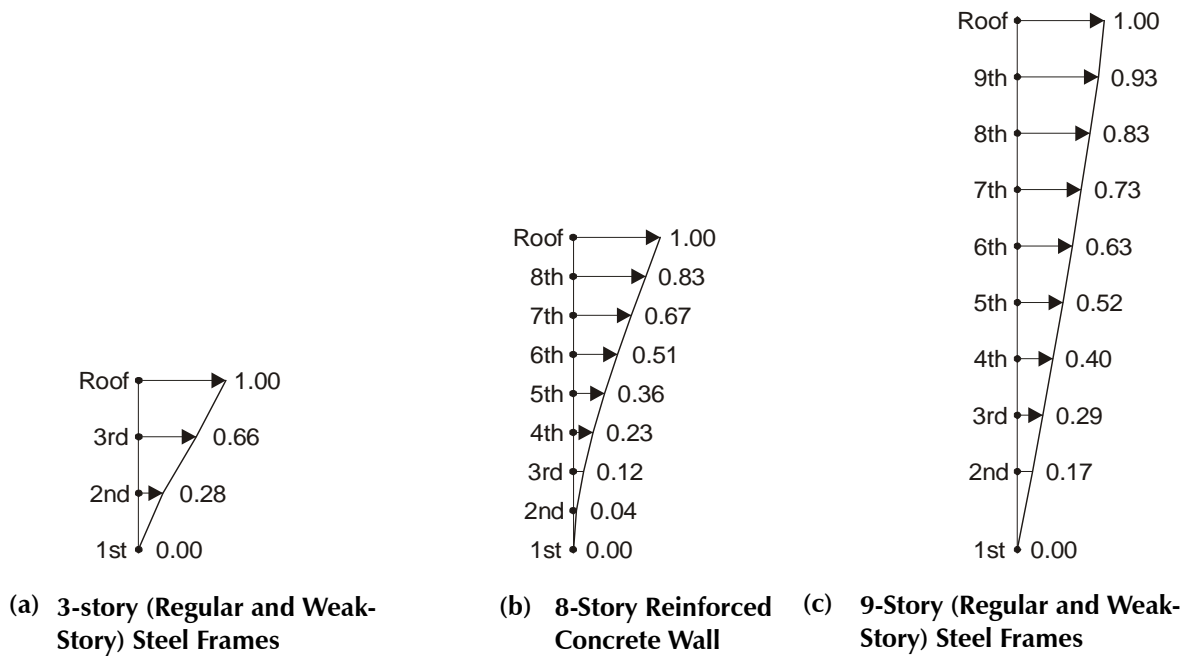 Roof 1.00
3rd 0.66
2nd 0.28
1st 0.00
(a) 3-story (Regular and Weak-
Story) Steel Frames
Roof 1.00
8th 0.83
7th 0.67
6th 0.51
5th 0.36
4th 0.23
3rd 0.12
2nd 0.04
1st 0.00
(b) 8-Story Reinforced
Concrete Wall
Roof 1.00
9th 0.93
8th 0.83
7th 0.73
6th 0.63
5th 0.52
4th 0.40
3rd 0.29
2nd 0.17
1st 0.00
(c) 9-Story (Regular and Weak-
Story) Steel Frames